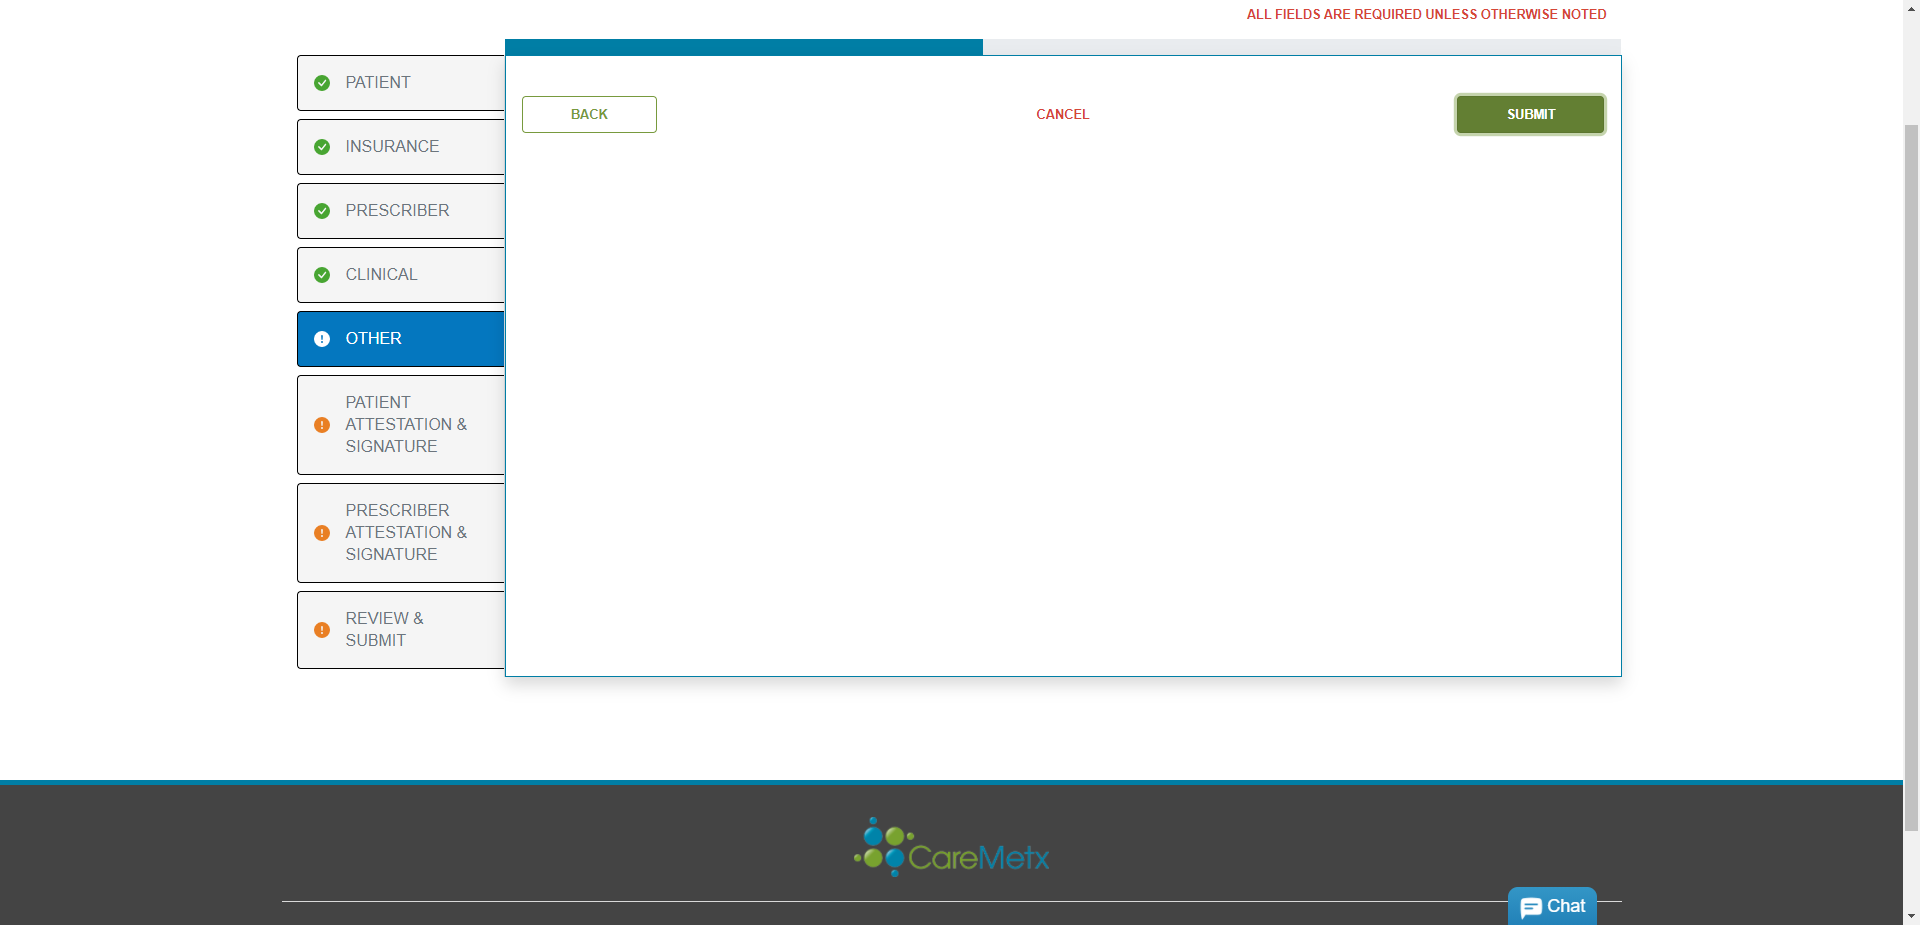 ALL FIELDS ARE REQUIRED UNLESS OTHERWISE NOTED
PATIENT
INSURANCE
PRESCRIBER
CLINICAL
OTHER
PATIENT
ATTESTATION &
SIGNATURE
PRESCRIBER
ATTESTATION &
SIGNATURE
REVIEW &
SUBMIT
BACK
CANCEL
SUBMIT
CareMetx
Chat